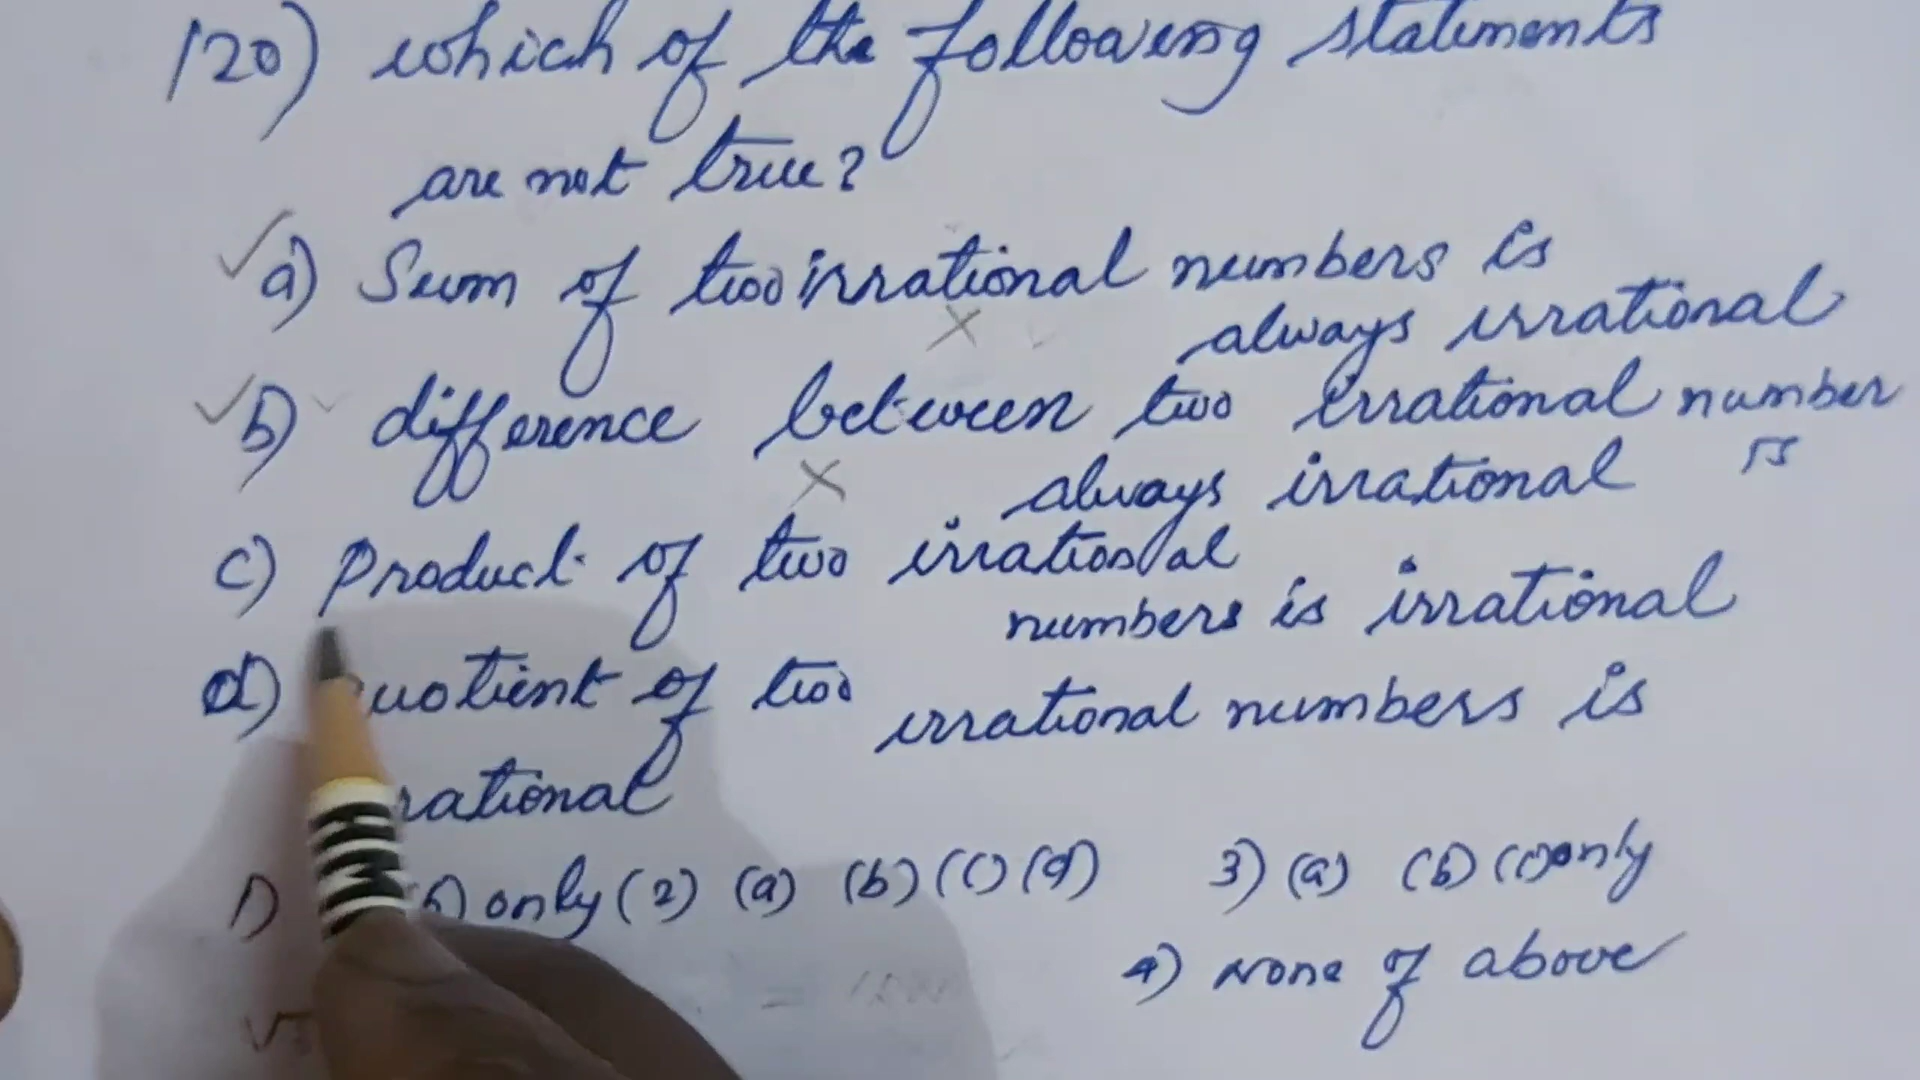 120) which of the following statements
are not true?
a) Sum of two irrational numbers is
always irrational
b) difference between two irrational number
is
always irrational
c) Product of two irrational
numbers is irrational
d) uotient of two irrational numbers is
rational
1) b) only (2) (a) (b) (c) (d) 3) (a) (b) (c) only
4) None of above